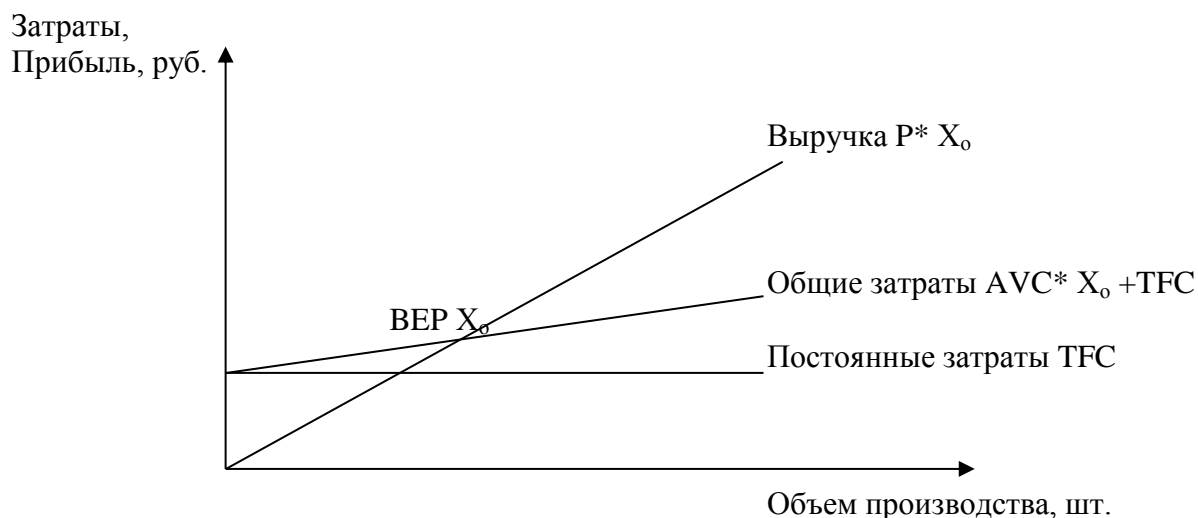 Затраты,
Прибыль, руб.
Выручка P* Xₒ
Общие затраты AVC* Xₒ +TFC
BEP Xₒ
Постоянные затраты TFC
Объем производства, шт.